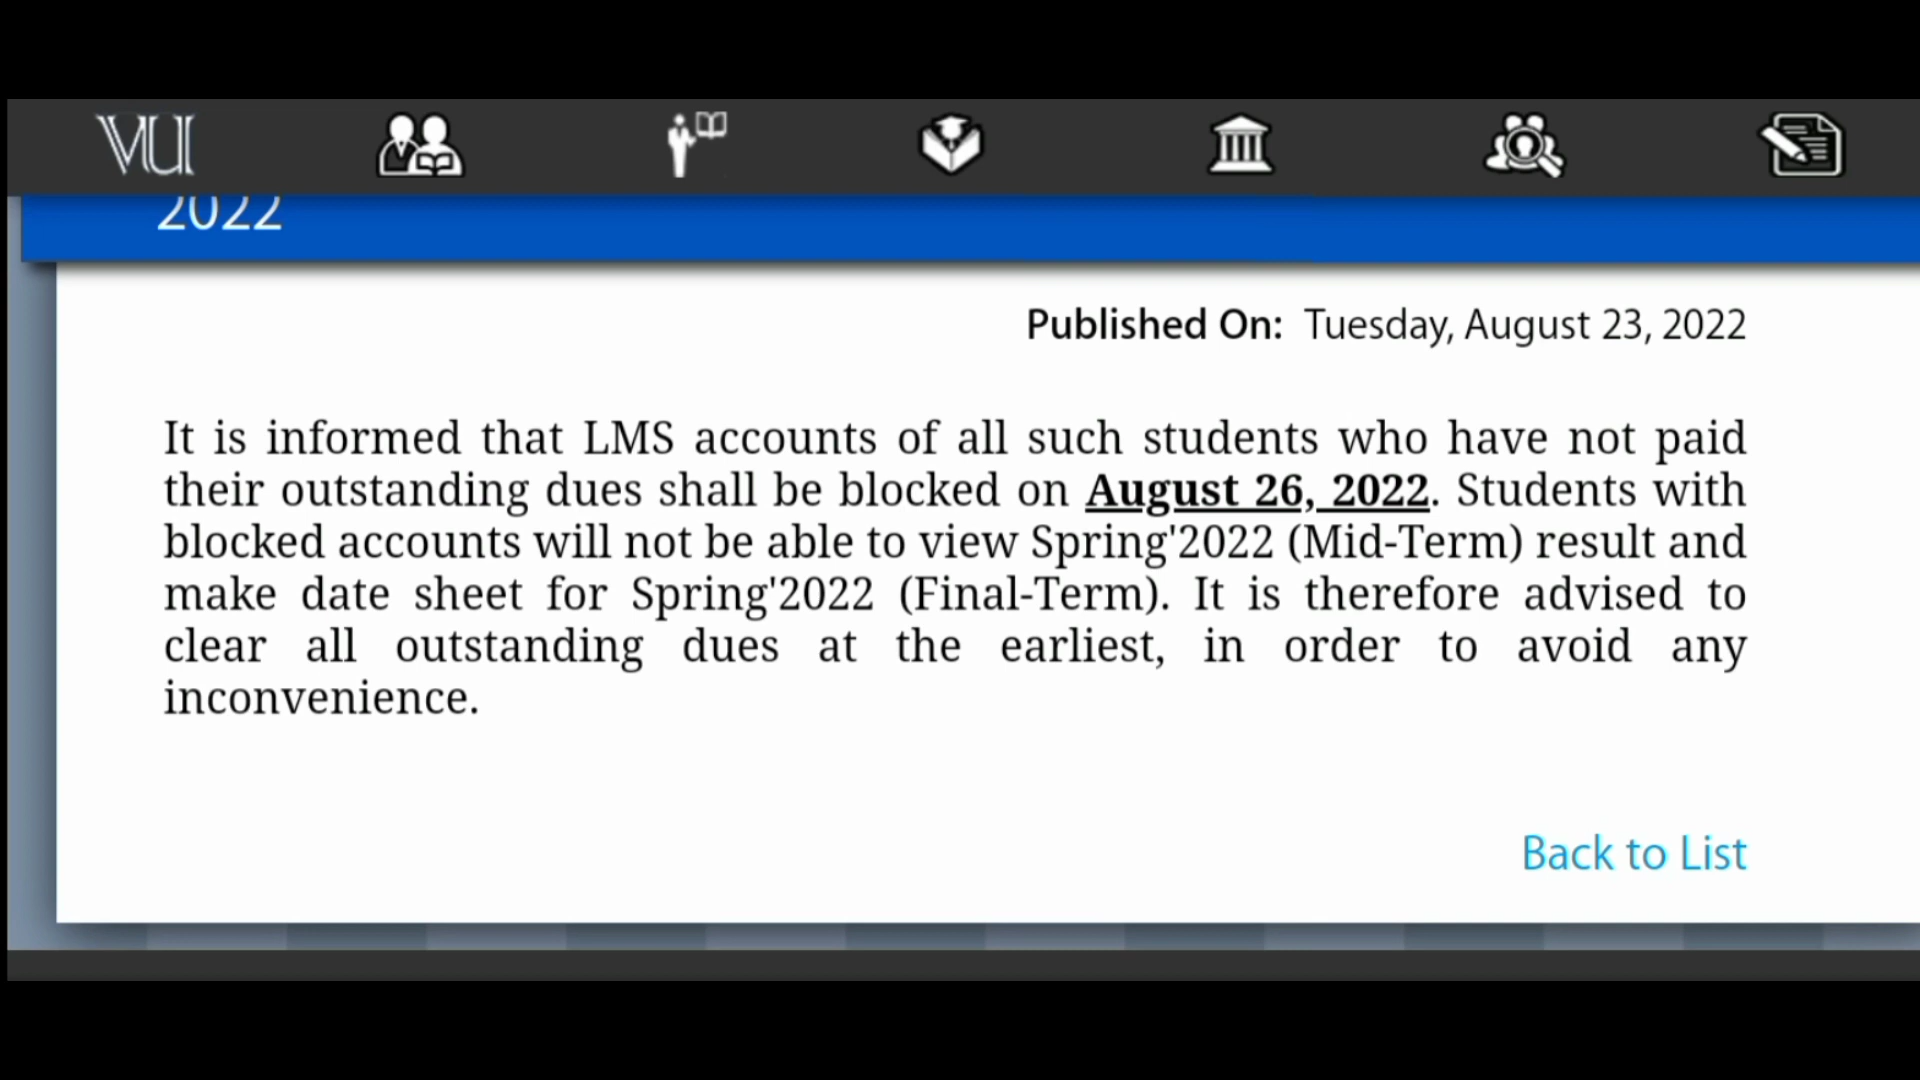 VU
2022
Published On: Tuesday, August 23, 2022
It is informed that LMS accounts of all such students who have not paid
their outstanding dues shall be blocked on August 26, 2022. Students with
blocked accounts will not be able to view Spring'2022 (Mid-Term) result and
make date sheet for Spring'2022 (Final-Term). It is therefore advised to
clear all outstanding dues at the earliest, in order to avoid any
inconvenience.
Back to List